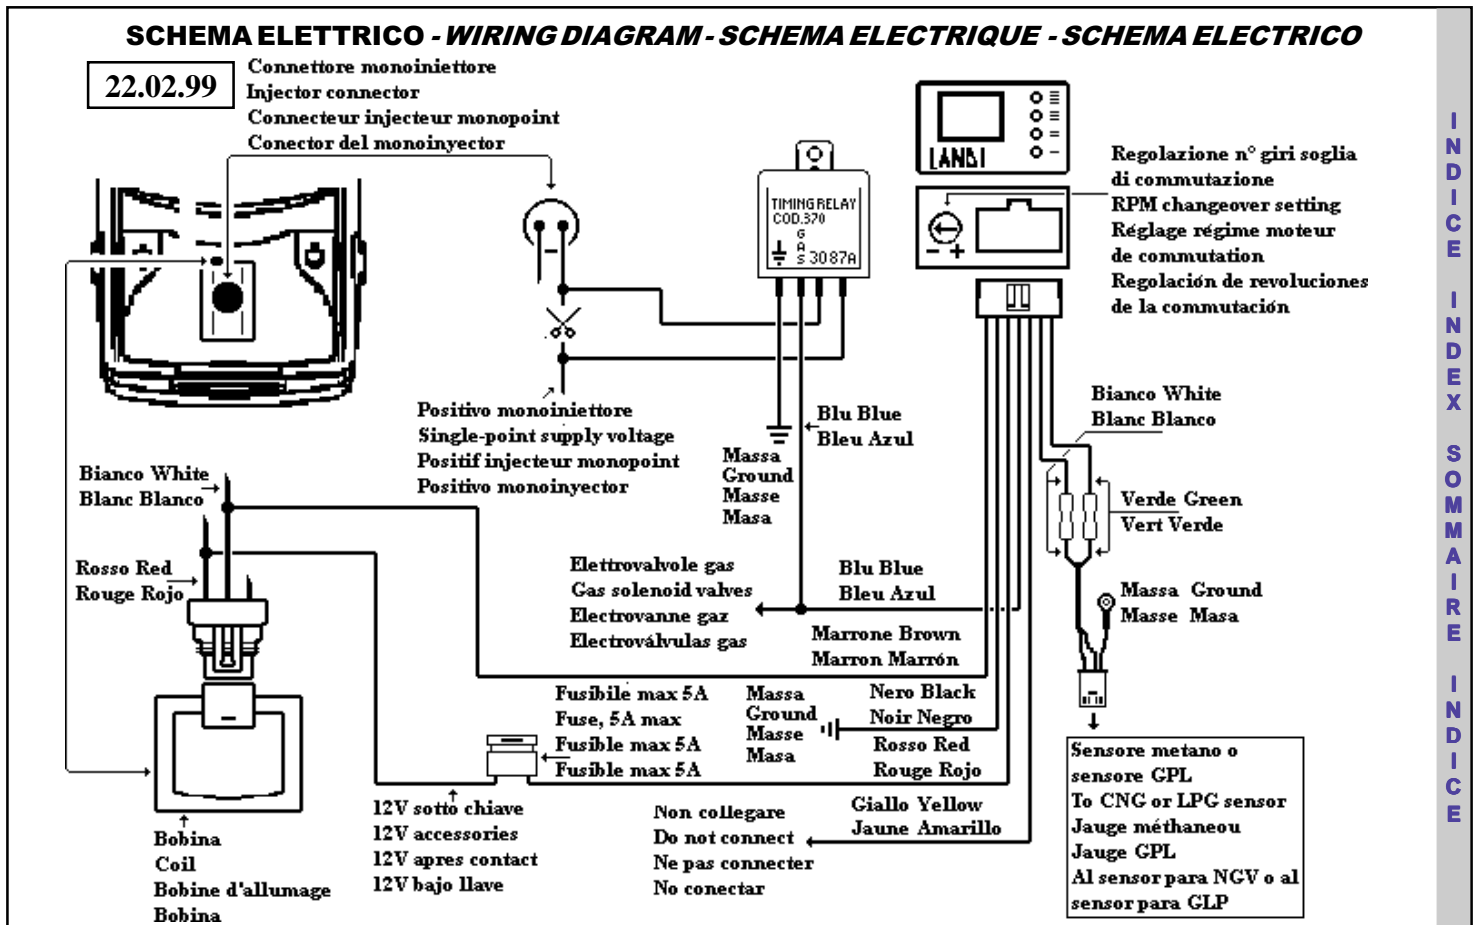 SCHEMA ELETTRICO - WIRING DIAGRAM - SCHEMA ELECTRIQUE - SCHEMA ELECTRICO
22.02.99
Connettore monoiniettore
Injector connector
Connecteur injecteur monopoint
Conector del monoinyector
TIMING RELAY
COD.370
GAS
3087A
LANDI
Regolazione n° giri soglia
di commutazione
RPM changeover setting
Réglage régime moteur
de commutation
Regolación de revoluciones
de la commutación
- +
-
Positivo monoiniettore
Single-point supply voltage
Positif injecteur monopoint
Positivo monoinyector
Massa
Ground
Masse
Masa
Blu Blue
Bleu Azul
Bianco White
Blanc Blanco
Verde Green
Vert Verde
Massa Ground
Masse Masa
Bianco White
Blanc Blanco
Rosso Red
Rouge Rojo
Elettrovalvole gas
Gas solenoid valves
Electrovanne gaz
Electroválvulas gas
Blu Blue
Bleu Azul
Marrone Brown
Marron Marrón
Fusibile max 5A
Fuse, 5A max
Fusible max 5A
Fusible max 5A
Massa
Ground
Masse
Masa
Nero Black
Noir Negro
Rosso Red
Rouge Rojo
Giallo Yellow
Jaune Amarillo
12V sotto chiave
12V accessories
12V apres contact
12V bajo llave
Non collegare
Do not connect
Ne pas connecter
No conectar
Bobina
Coil
Bobine d'allumage
Bobina
Sensore metano o
sensore GPL
To CNG or LPG sensor
Jauge méthaneou
Jauge GPL
Al sensor para NGV o al
sensor para GLP
INDICE INDEX SOMMAIRE INDICE